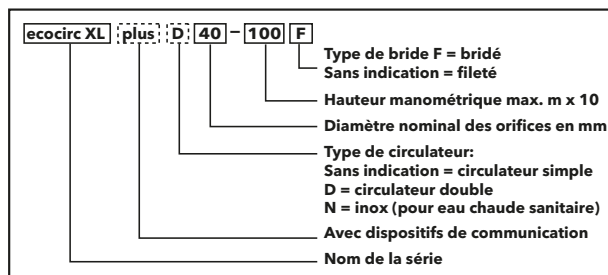 ecocirc XL plus D 40 – 100 F
Type de bride F = bridé
Sans indication = fileté
Hauteur manométrique max. m x 10
Diamètre nominal des orifices en mm
Type de circulateur:
Sans indication = circulateur simple
D = circulateur double
N = inox (pour eau chaude sanitaire)
Avec dispositifs de communication
Nom de la série